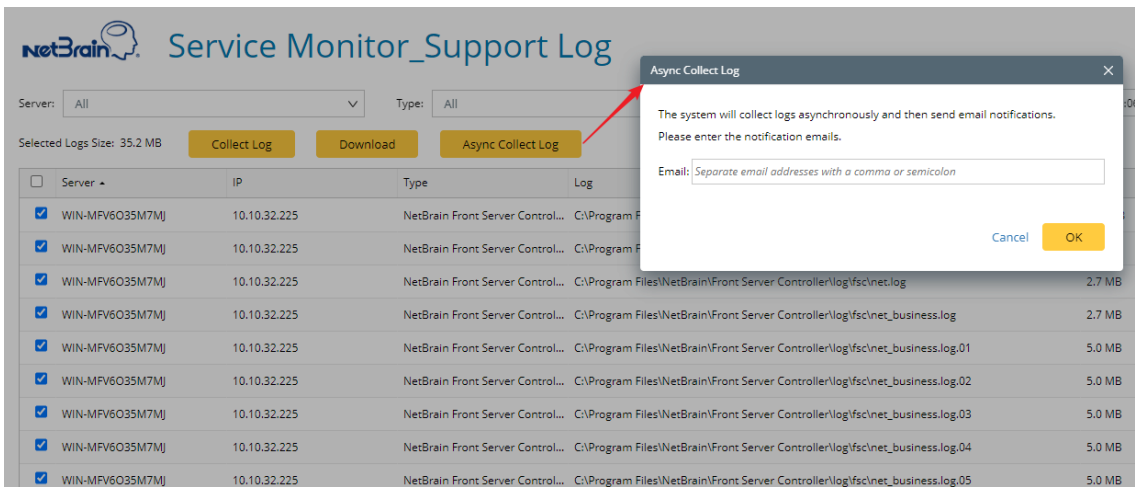 NetBrain
Service Monitor_Support Log
Async Collect Log
Server: All Type: All
The system will collect logs asynchronously and then send email notifications.
Please enter the notification emails.
Selected Logs Size: 35.2 MB Collect Log Download Async Collect Log
Email: Separate email addresses with a comma or semicolon
Server IP Type Log
WIN-MFV6O35M7MJ 10.10.32.225 NetBrain Front Server Control... C:\Program F
Cancel OK
WIN-MFV6O35M7MJ 10.10.32.225 NetBrain Front Server Control... C:\Program F
WIN-MFV6O35M7MJ 10.10.32.225 NetBrain Front Server Control... C:\Program Files\NetBrain\Front Server Controller\log\fsc\net.log 2.7 MB
WIN-MFV6O35M7MJ 10.10.32.225 NetBrain Front Server Control... C:\Program Files\NetBrain\Front Server Controller\log\fsc\net_business.log 2.7 MB
WIN-MFV6O35M7MJ 10.10.32.225 NetBrain Front Server Control... C:\Program Files\NetBrain\Front Server Controller\log\fsc\net_business.log.01 5.0 MB
WIN-MFV6O35M7MJ 10.10.32.225 NetBrain Front Server Control... C:\Program Files\NetBrain\Front Server Controller\log\fsc\net_business.log.02 5.0 MB
WIN-MFV6O35M7MJ 10.10.32.225 NetBrain Front Server Control... C:\Program Files\NetBrain\Front Server Controller\log\fsc\net_business.log.03 5.0 MB
WIN-MFV6O35M7MJ 10.10.32.225 NetBrain Front Server Control... C:\Program Files\NetBrain\Front Server Controller\log\fsc\net_business.log.04 5.0 MB
WIN-MFV6O35M7MJ 10.10.32.225 NetBrain Front Server Control... C:\Program Files\NetBrain\Front Server Controller\log\fsc\net_business.log.05 5.0 MB